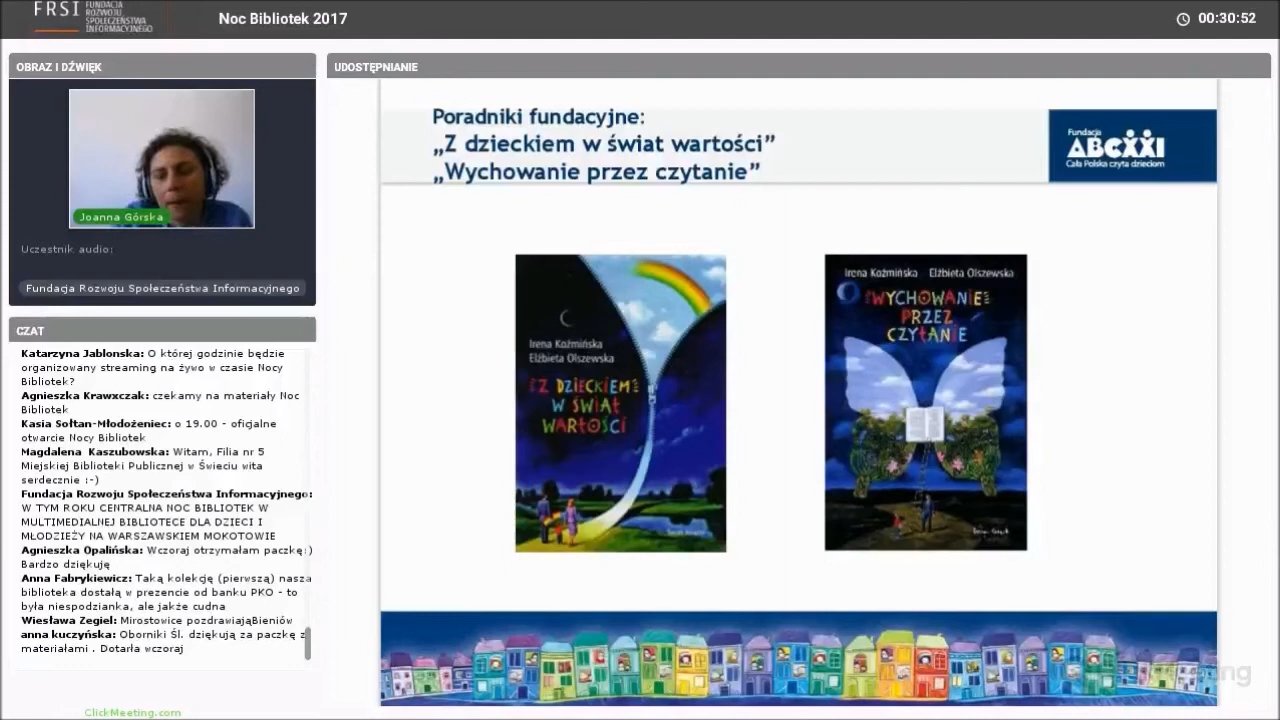 FRSI
FUNDACJA
ROZWOJU
SPOŁECZEŃSTWA
INFORMACYJNEGO
Noc Bibliotek 2017
00:30:52
OBRAZ I DŹWIĘK
Joanna Górska
Uczestnik audio:
Fundacja Rozwoju Społeczeństwa Informacyjnego
CZAT
Katarzyna Jablonska: O której godzinie będzie
organizowany streaming na żywo w czasie Nocy
Bibliotek?
Agnieszka Krawxczak: czekamy na materiały Noc
Bibliotek
Kasia Sołtan-Młodożeniec: o 19.00 - oficjalne
otwarcie Nocy Bibliotek
Magdalena Kaszubowska: Witam, Filia nr 5
Miejskiej Biblioteki Publicznej w Świeciu wita
serdecznie :-)
Fundacja Rozwoju Społeczeństwa Informacyjnego:
W TYM ROKU CENTRALNA NOC BIBLIOTEK W
MULTIMEDIALNEJ BIBLIOTECE DLA DZIECI I
MŁODZIEŻY NA WARSZAWSKIM MOKOTOWIE
Agnieszka Opalińska: Wczoraj otrzymałam paczkę:)
Bardzo dziękuję
Anna Fabrykiewicz: Taką kolekcję (pierwszą) nasza
biblioteka dostałą w prezencie od banku PKO - to
była niespodzianka, ale jakże cudna
Wiesława Zegiel: Mirostowice pozdrawiająBieniów
anna kuczyńska: Oborniki Śl. dziękują za paczkę z
materiałami . Dotarła wczoraj
ClickMeeting.com
UDOSTĘPNIANIE
Poradniki fundacyjne:
„Z dzieckiem w świat wartości”
„Wychowanie przez czytanie”
Fundacja
ABCXXI
Cała Polska czyta dzieciom
Irena Koźmińska
Elżbieta Olszewska
Z DZIECKIEM
W ŚWIAT
WARTOŚCI
Irena Koźmińska Elżbieta Olszewska
WYCHOWANIE
PRZEZ
CZYTANIE